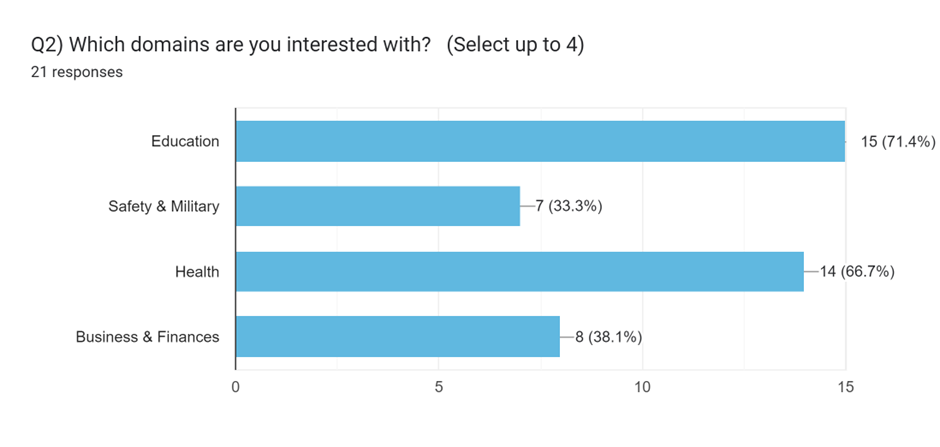 Q2) Which domains are you interested with? (Select up to 4)
21 responses
Education
15 (71.4%)
Safety & Military
7 (33.3%)
Health
14 (66.7%)
Business & Finances
8 (38.1%)
0 5 10 15